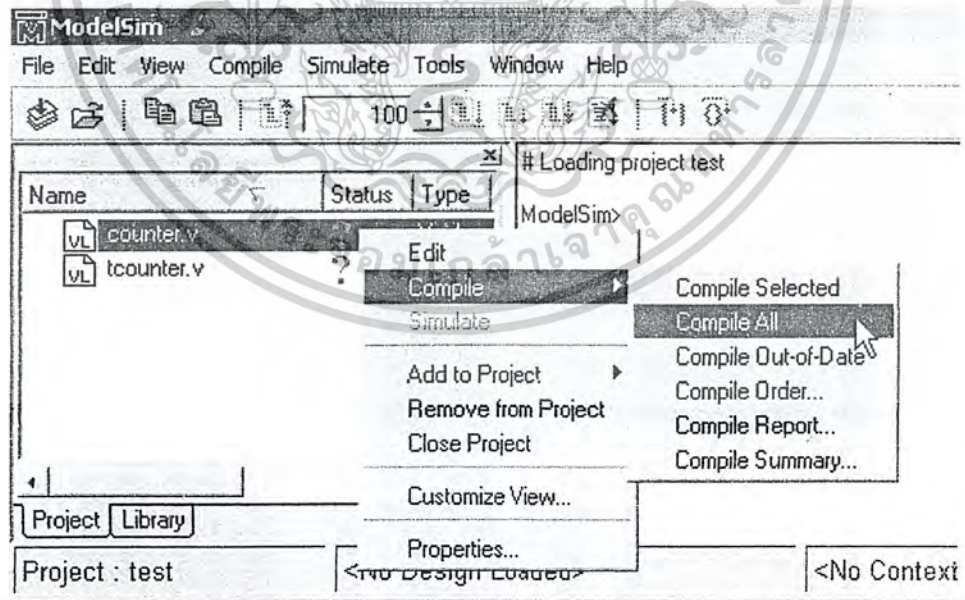 ModelSim
File Edit View Compile Simulate Tools Window Help
100
# Loading project test
ModelSim>
Name Status Type
counter.v
tcounter.v ?
Edit
Compile
Simulate
Add to Project
Remove from Project
Close Project
Customize View...
Properties...
Compile Selected
Compile All
Compile Out-of-Date
Compile Order...
Compile Report...
Compile Summary...
Project Library
Project : test
<No Design Loaded>
<No Context